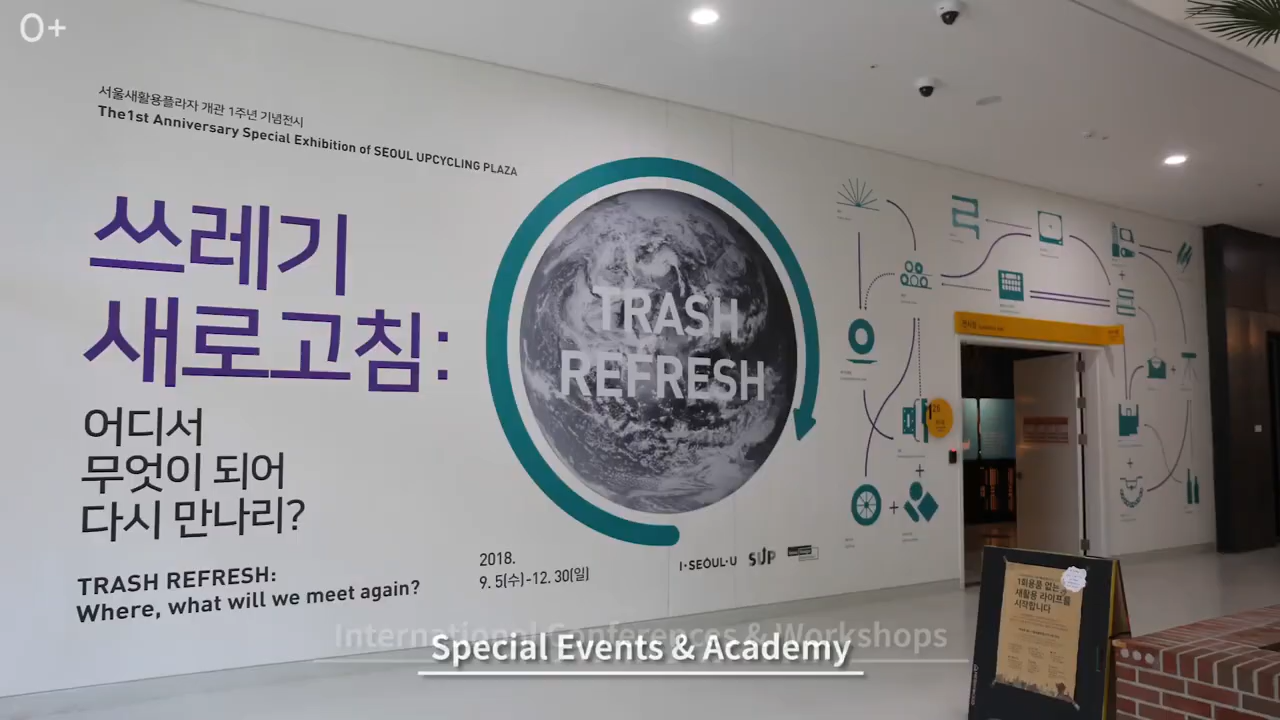 O+
서울새활용플라자 개관 1주년 기념전시
The1st Anniversary Special Exhibition of SEOUL UPCYCLING PLAZA
쓰레기
새로고침:
어디서
무엇이 되어
다시 만나리?
TRASH REFRESH:
Where, what will we meet again?
TRASH
REFRESH
2018.
9. 5(수)-12. 30(일)
I·SEOUL·U
SUP
전시장
1회용품 없는
새활용 라이프를
시작합니다
International Conferences & Workshops
Special Events & Academy